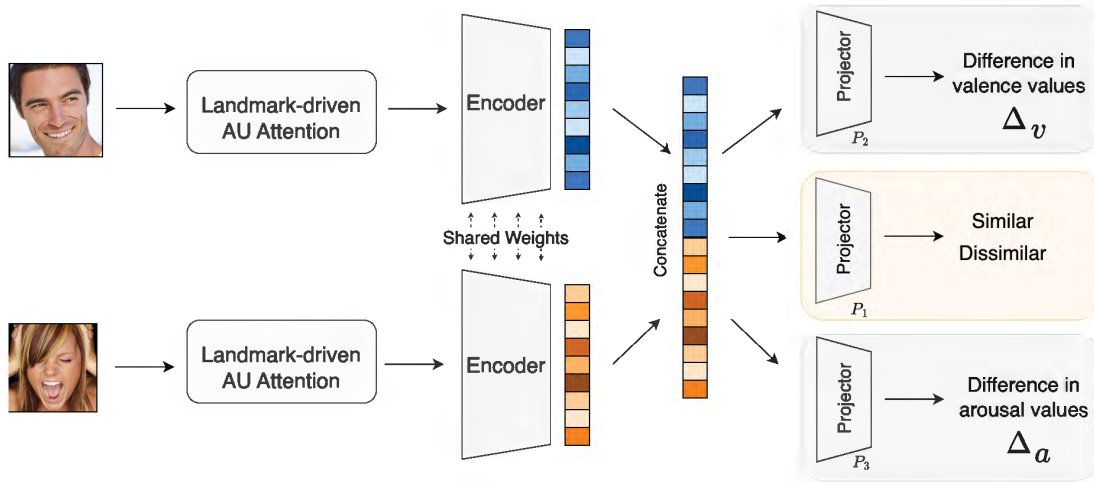 Landmark-driven
AU Attention
Encoder
Shared Weights
Landmark-driven
AU Attention
Encoder
Concatenate
Projector
P2
Difference in
valence values
Δv
Projector
P1
Similar
Dissimilar
Projector
P3
Difference in
arousal values
Δa